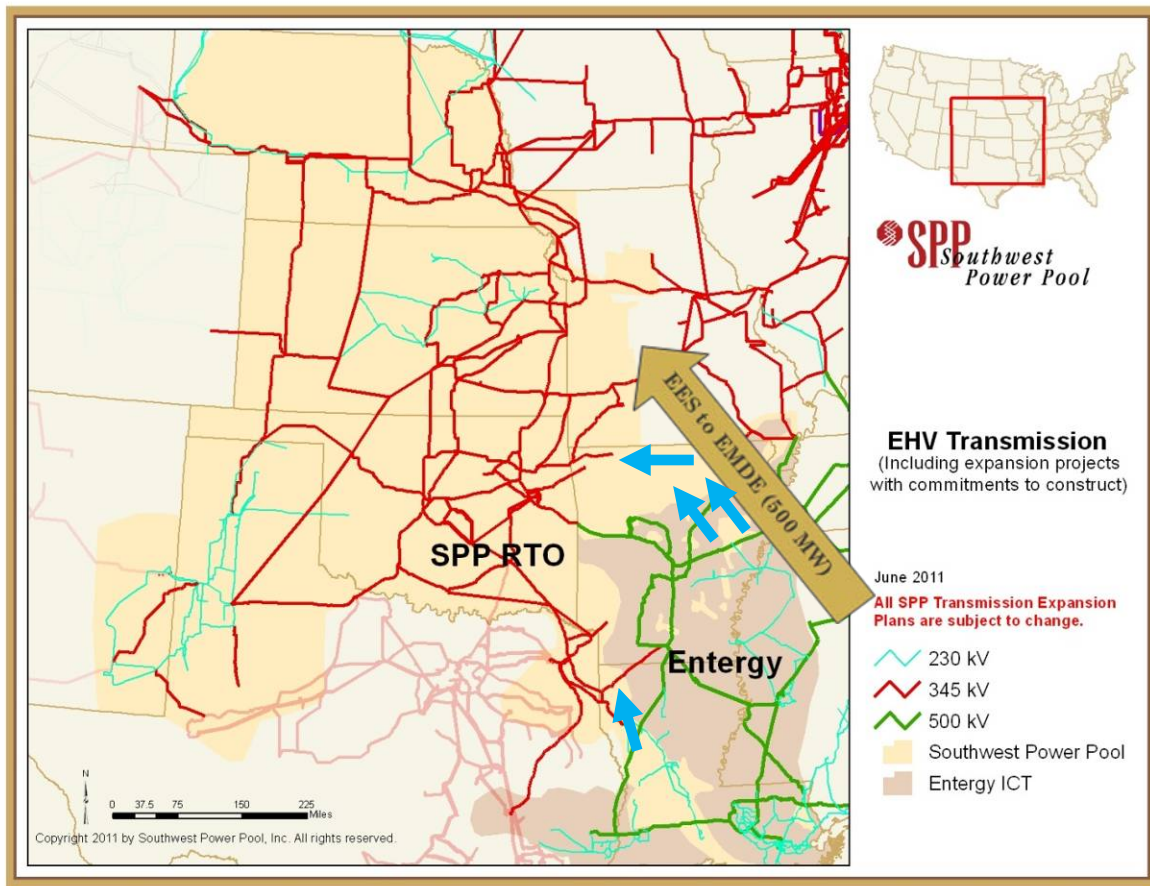 SPP Southwest
Power Pool
EES to EMDE (500 MW)
EHV Transmission
(Including expansion projects
with commitments to construct)
SPP RTO
June 2011
All SPP Transmission Expansion
Plans are subject to change.
Entergy
230 kV
345 kV
500 kV
Southwest Power Pool
Entergy ICT
N
0 37.5 75 150 225
Miles
Copyright 2011 by Southwest Power Pool, Inc. All rights reserved.